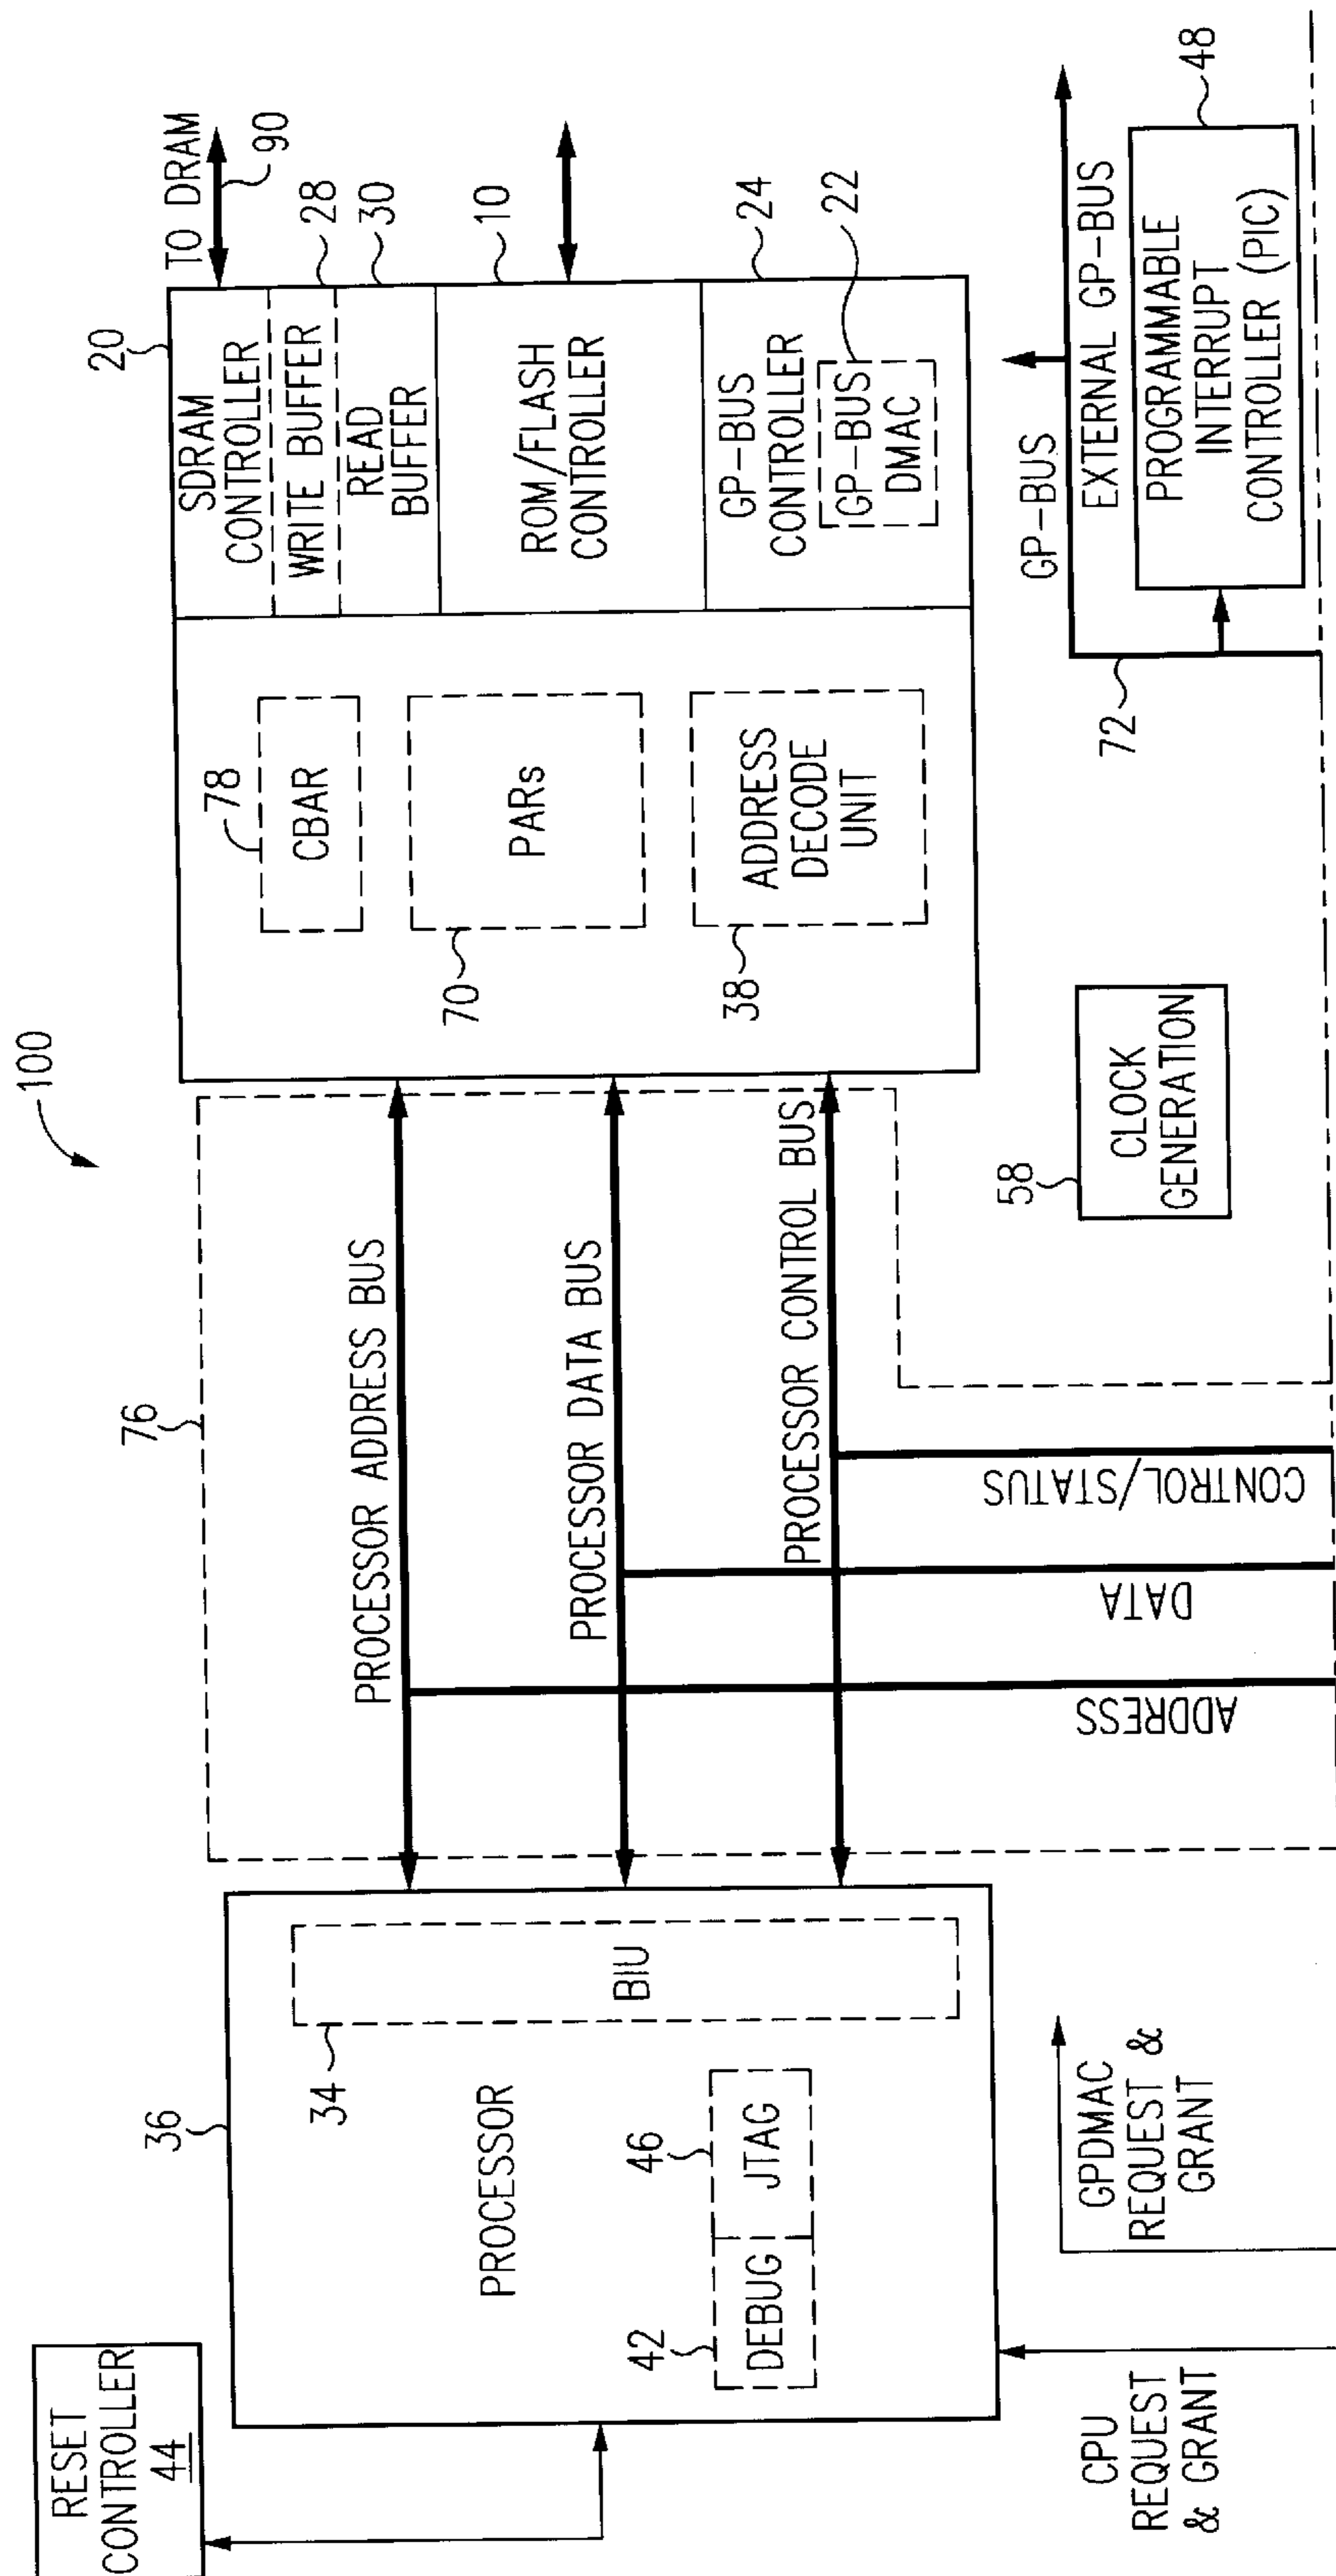 100
RESET
CONTROLLER
44
36
PROCESSOR
34
BIU
42
DEBUG
46
JTAG
CPU
REQUEST
& GRANT
GPDMAC
REQUEST &
GRANT
76
PROCESSOR ADDRESS BUS
PROCESSOR DATA BUS
PROCESSOR CONTROL BUS
ADDRESS
DATA
CONTROL/STATUS
58
CLOCK
GENERATION
78
CBAR
70
PARs
38
ADDRESS
DECODE
UNIT
20
SDRAM
CONTROLLER
WRITE BUFFER
READ
BUFFER
ROM/FLASH
CONTROLLER
GP-BUS
CONTROLLER
GP-BUS
DMAC
TO DRAM
90
28
30
10
24
22
GP-BUS
72
EXTERNAL GP-BUS
PROGRAMMABLE
INTERRUPT
CONTROLLER (PIC)
48